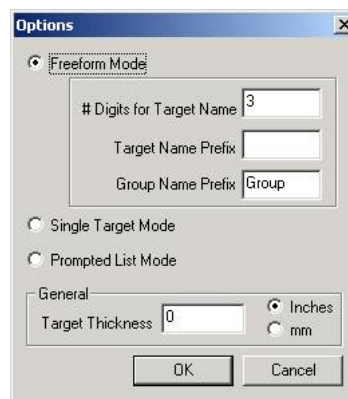 Options
Freeform Mode
# Digits for Target Name 3
Target Name Prefix
Group Name Prefix Group
Single Target Mode
Prompted List Mode
General
Target Thickness 0 Inches
mm
OK Cancel